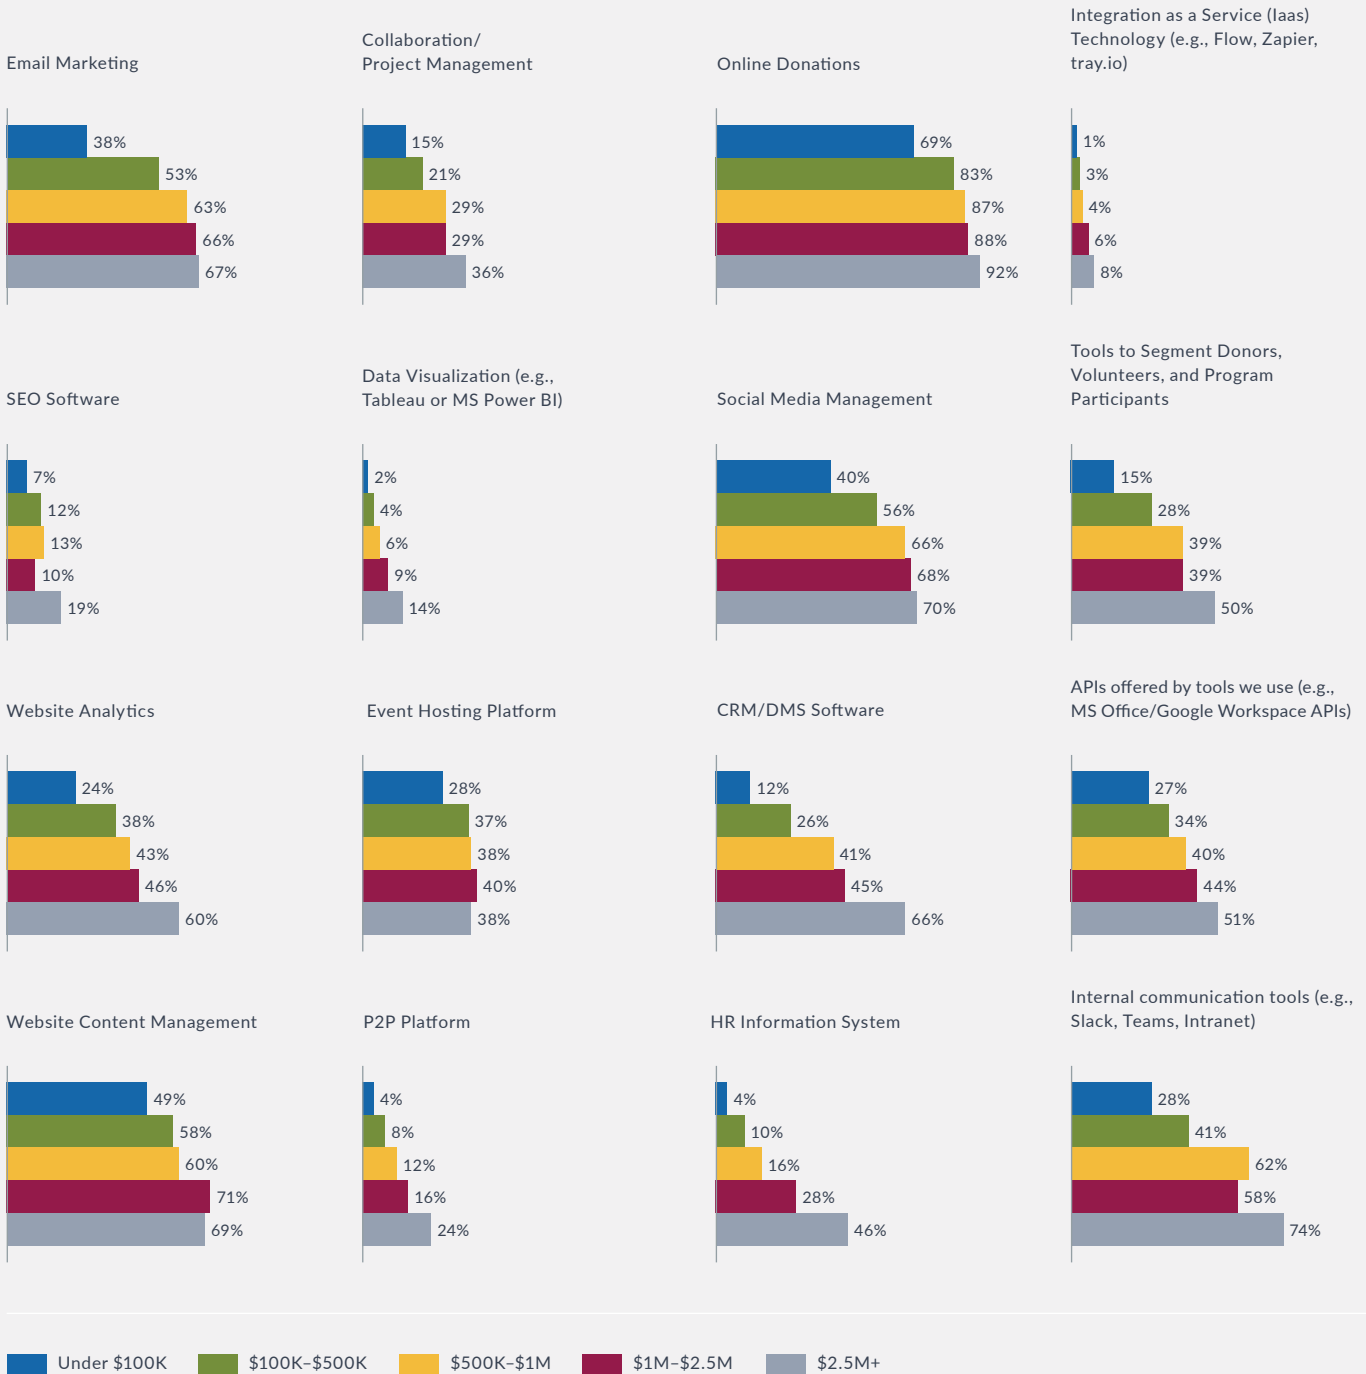 Email Marketing
38%
53%
63%
66%
67%
Collaboration/
Project Management
15%
21%
29%
29%
36%
Online Donations
69%
83%
87%
88%
92%
Integration as a Service (Iaas)
Technology (e.g., Flow, Zapier,
tray.io)
1%
3%
4%
6%
8%
SEO Software
7%
12%
13%
10%
19%
Data Visualization (e.g.,
Tableau or MS Power BI)
2%
4%
6%
9%
14%
Social Media Management
40%
56%
66%
68%
70%
Tools to Segment Donors,
Volunteers, and Program
Participants
15%
28%
39%
39%
50%
Website Analytics
24%
38%
43%
46%
60%
Event Hosting Platform
28%
37%
38%
40%
38%
CRM/DMS Software
12%
26%
41%
45%
66%
APIs offered by tools we use (e.g.,
MS Office/Google Workspace APIs)
27%
34%
40%
44%
51%
Website Content Management
49%
58%
60%
71%
69%
P2P Platform
4%
8%
12%
16%
24%
HR Information System
4%
10%
16%
28%
46%
Internal communication tools (e.g.,
Slack, Teams, Intranet)
28%
41%
62%
58%
74%
Under $100K
$100K–$500K
$500K–$1M
$1M–$2.5M
$2.5M+